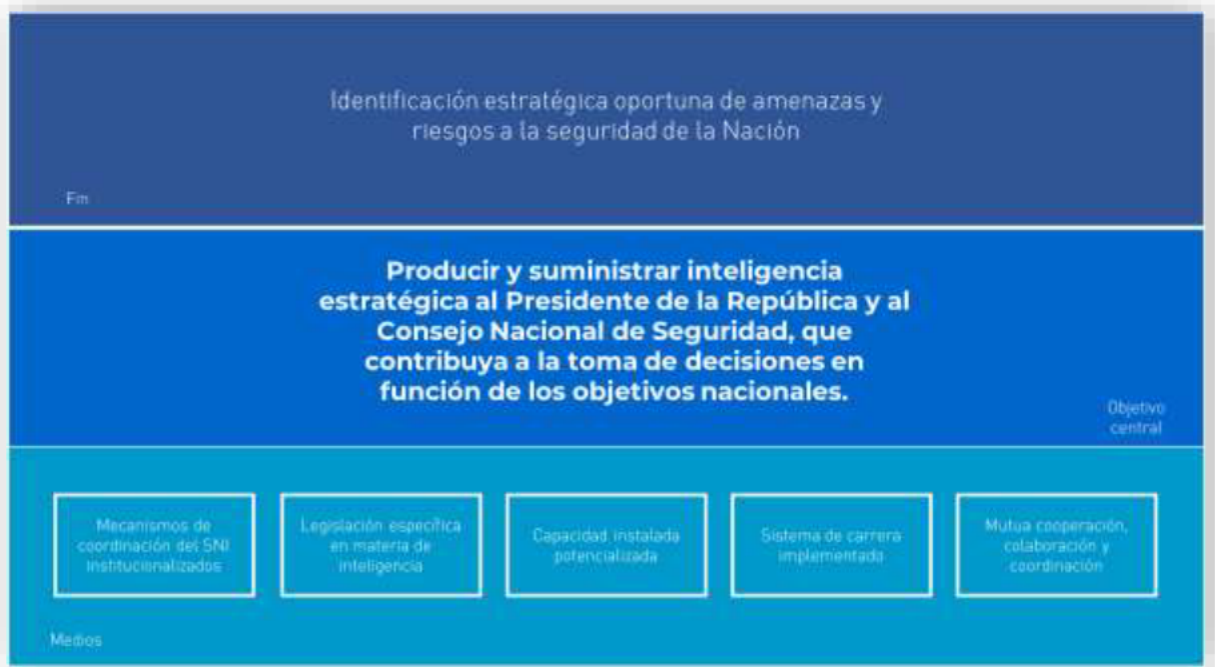 Identificación estratégica oportuna de amenazas y
riesgos a la seguridad de la Nación
Fin
Producir y suministrar inteligencia
estratégica al Presidente de la República y al
Consejo Nacional de Seguridad, que
contribuya a la toma de decisiones en
función de los objetivos nacionales.
Objetivo
central
Mecanismos de
coordinación del SNI
institucionalizados
Legislación específica
en materia de
inteligencia
Capacidad instalada
potencializada
Sistema de carrera
implementado
Mutua cooperación,
colaboración y
coordinación
Medios